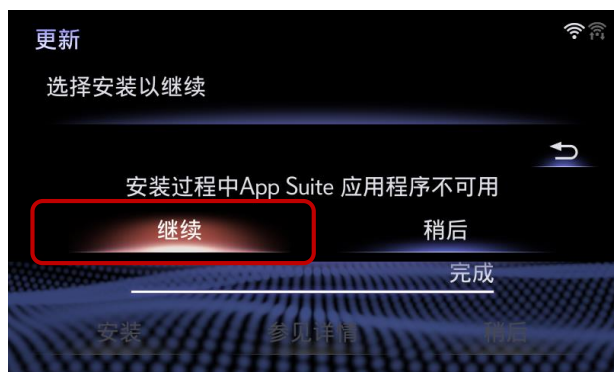 更新
选择安装以继续
安装过程中App Suite 应用程序不可用
继续 稍后
完成
安装 参见详情 稍后